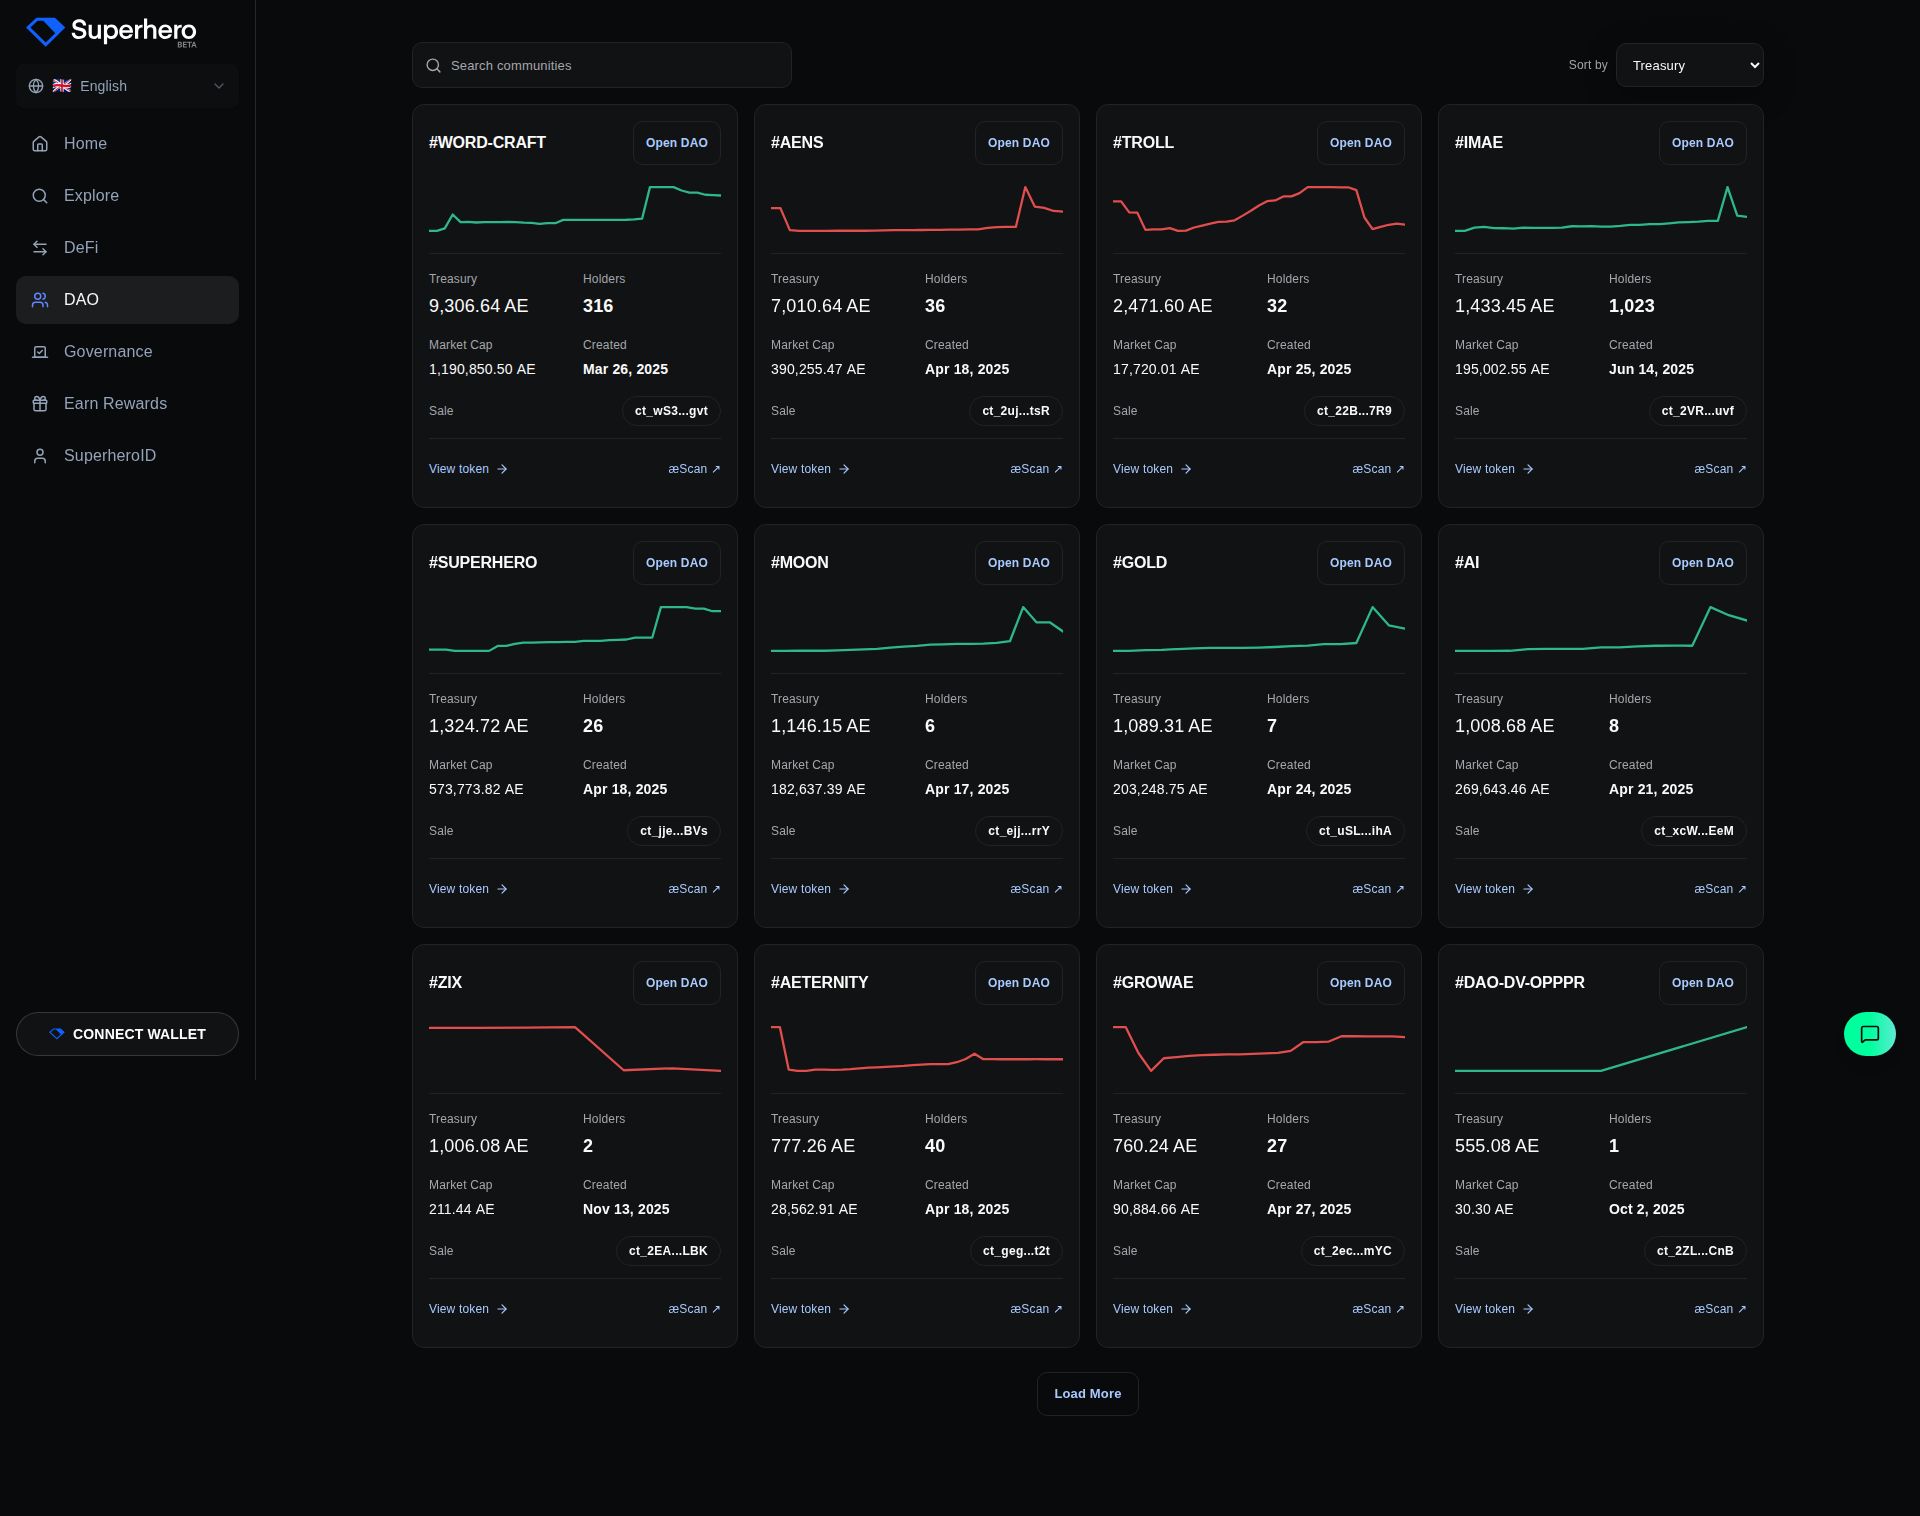 Superhero
BETA
English
Home
Explore
DeFi
DAO
Governance
Earn Rewards
SuperheroID
CONNECT WALLET
Search communities
Sort by Treasury
#WORD-CRAFT Open DAO
Treasury Holders
9,306.64 AE 316
Market Cap Created
1,190,850.50 AE Mar 26, 2025
Sale ct_wS3...gvt
View token → æScan ↗
#AENS Open DAO
Treasury Holders
7,010.64 AE 36
Market Cap Created
390,255.47 AE Apr 18, 2025
Sale ct_2uj...tsR
View token → æScan ↗
#TROLL Open DAO
Treasury Holders
2,471.60 AE 32
Market Cap Created
17,720.01 AE Apr 25, 2025
Sale ct_22B...7R9
View token → æScan ↗
#IMAE Open DAO
Treasury Holders
1,433.45 AE 1,023
Market Cap Created
195,002.55 AE Jun 14, 2025
Sale ct_2VR...uvf
View token → æScan ↗
#SUPERHERO Open DAO
Treasury Holders
1,324.72 AE 26
Market Cap Created
573,773.82 AE Apr 18, 2025
Sale ct_jje...BVs
View token → æScan ↗
#MOON Open DAO
Treasury Holders
1,146.15 AE 6
Market Cap Created
182,637.39 AE Apr 17, 2025
Sale ct_ejj...rrY
View token → æScan ↗
#GOLD Open DAO
Treasury Holders
1,089.31 AE 7
Market Cap Created
203,248.75 AE Apr 24, 2025
Sale ct_uSL...ihA
View token → æScan ↗
#AI Open DAO
Treasury Holders
1,008.68 AE 8
Market Cap Created
269,643.46 AE Apr 21, 2025
Sale ct_xcW...EeM
View token → æScan ↗
#ZIX Open DAO
Treasury Holders
1,006.08 AE 2
Market Cap Created
211.44 AE Nov 13, 2025
Sale ct_2EA...LBK
View token → æScan ↗
#AETERNITY Open DAO
Treasury Holders
777.26 AE 40
Market Cap Created
28,562.91 AE Apr 18, 2025
Sale ct_geg...t2t
View token → æScan ↗
#GROWAE Open DAO
Treasury Holders
760.24 AE 27
Market Cap Created
90,884.66 AE Apr 27, 2025
Sale ct_2ec...mYC
View token → æScan ↗
#DAO-DV-OPPPR Open DAO
Treasury Holders
555.08 AE 1
Market Cap Created
30.30 AE Oct 2, 2025
Sale ct_2ZL...CnB
View token → æScan ↗
Load More